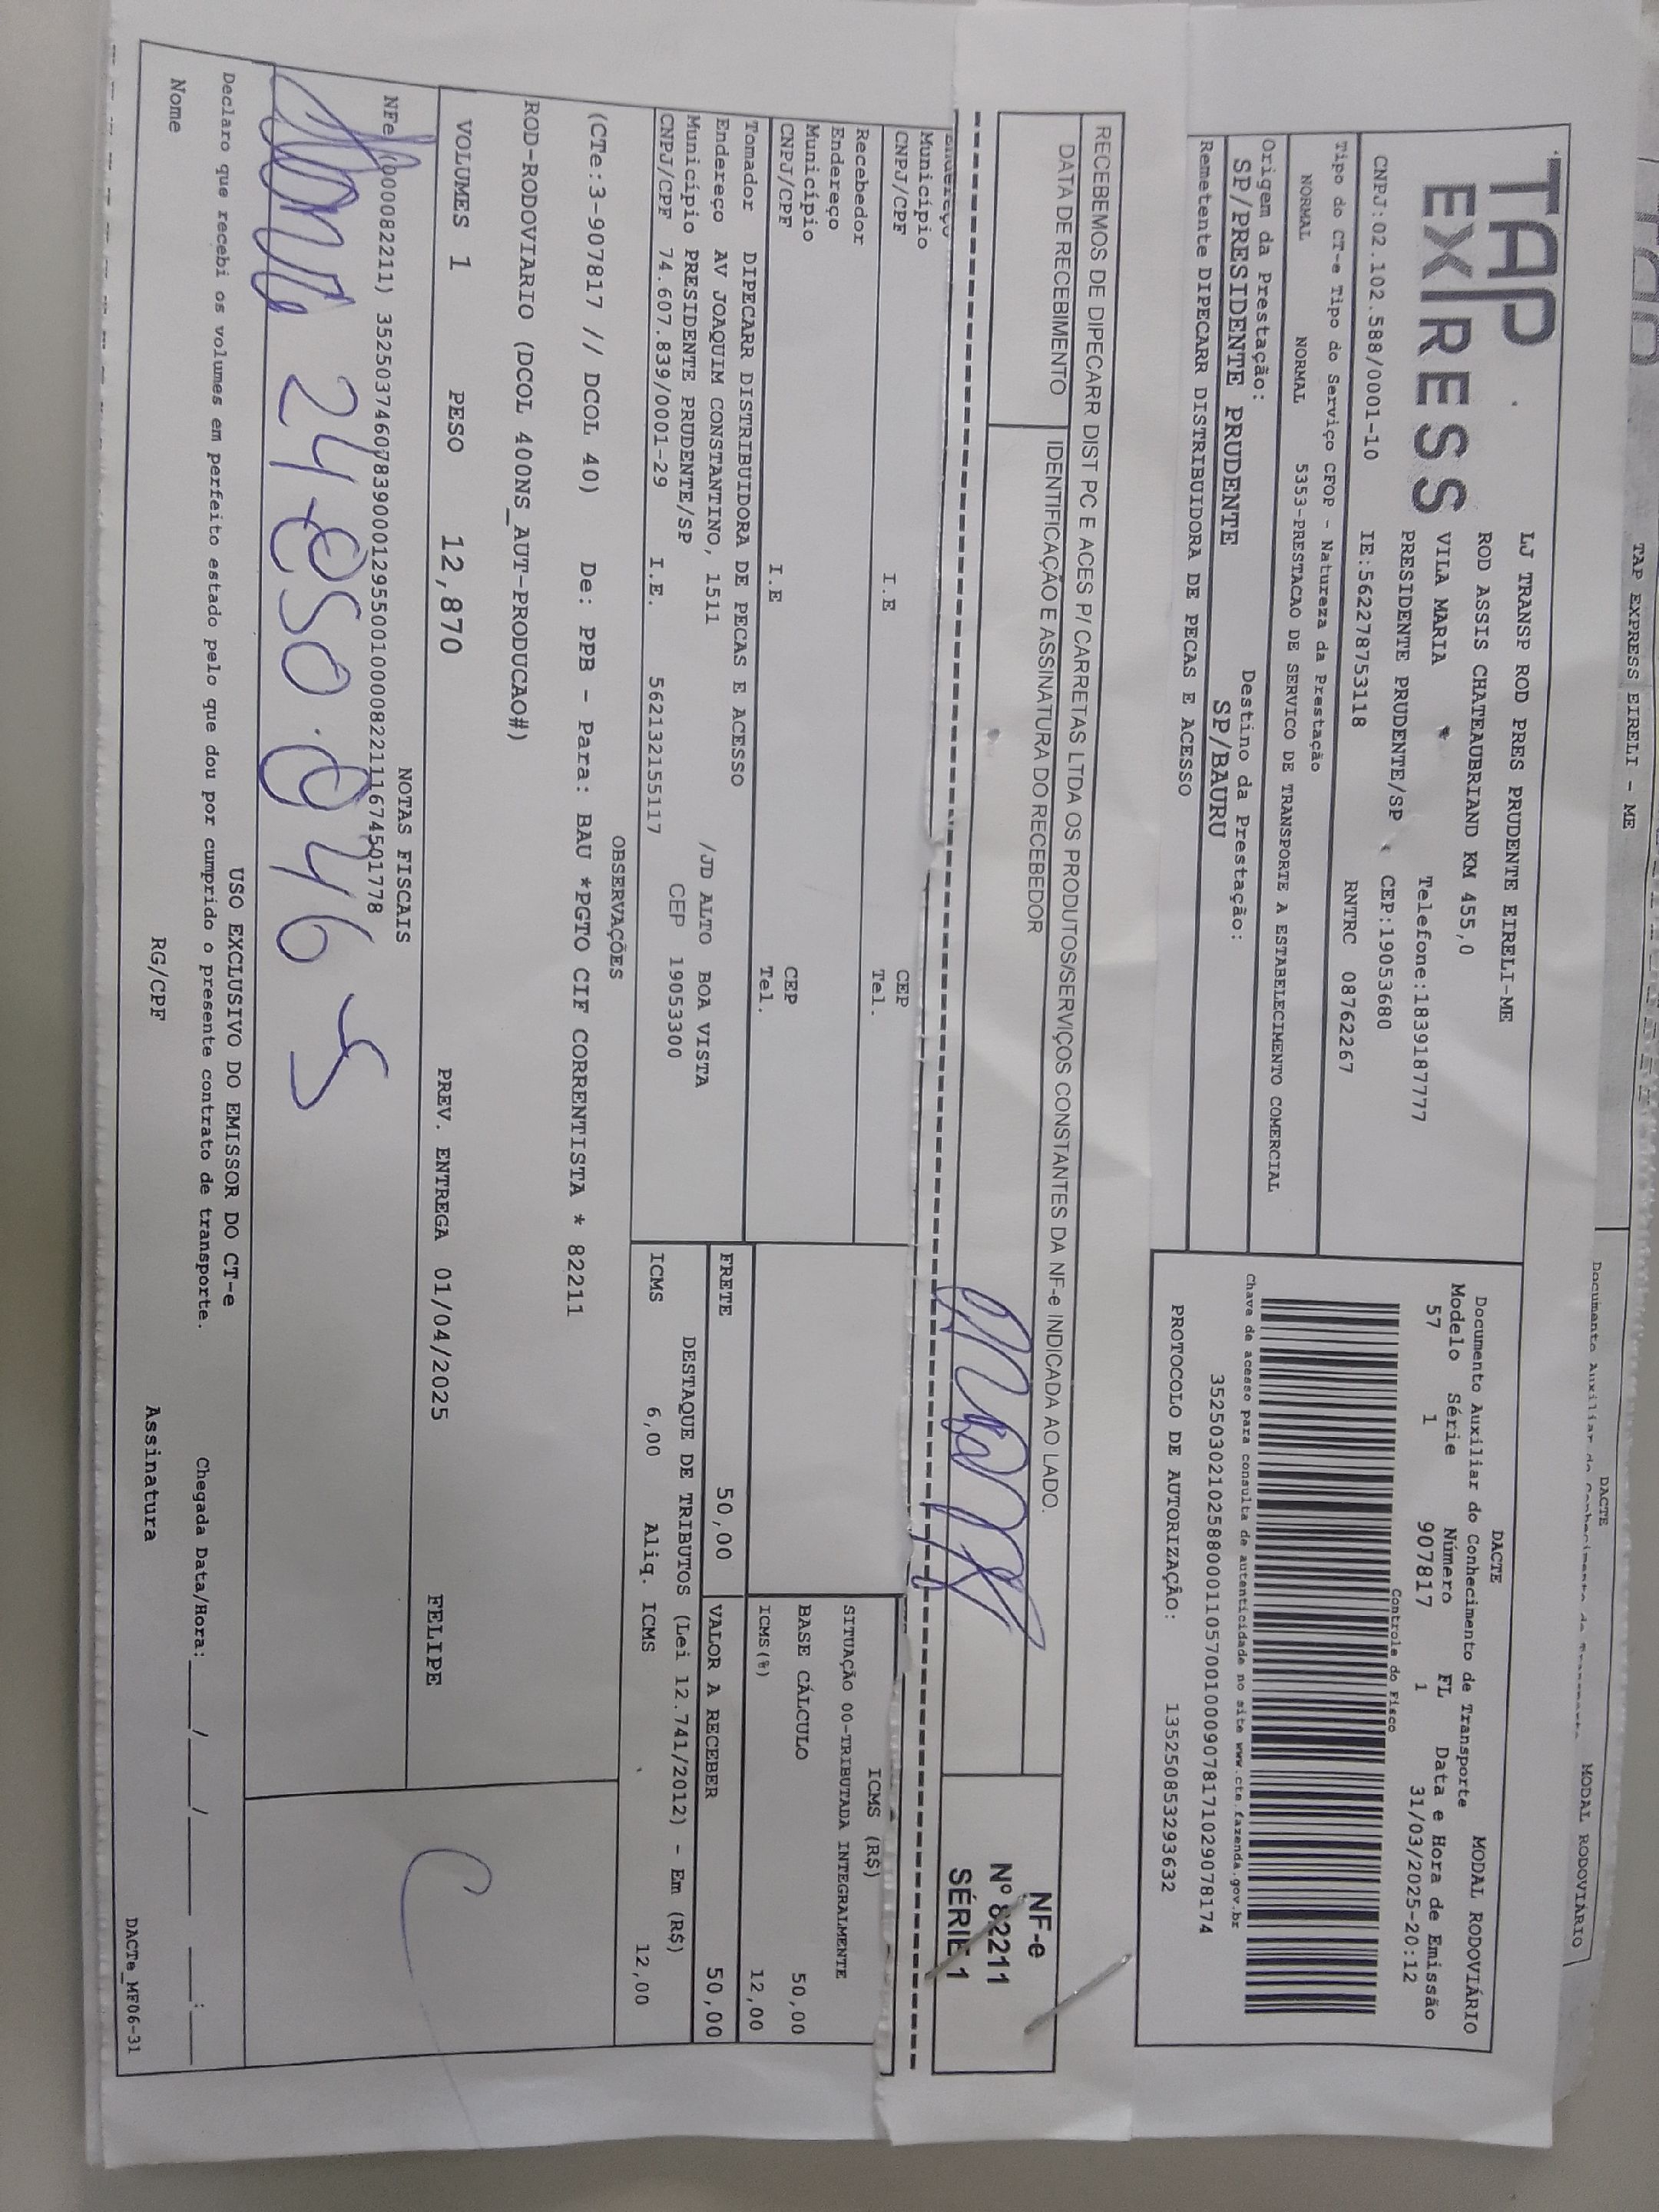 TAP EXPRESS EIRELI - ME
DACTE
MODAL RODOVIÁRIO
TAP
EXPRESS
LJ TRANSP ROD PRES PRUDENTE EIRELI-ME
ROD ASSIS CHATEAUBRIAND KM 455,0
VILA MARIA Telefone:1839187777
PRESIDENTE PRUDENTE/SP CEP:19053680
CNPJ:02.102.588/0001-10 IE:562278753118 RNTRC 08762267
Tipo do CT-e Tipo do Serviço CFOP - Natureza da Prestação
NORMAL NORMAL 5353-PRESTACAO DE SERVICO DE TRANSPORTE A ESTABELECIMENTO COMERCIAL
Origem da Prestação: Destino da Prestação:
SP/PRESIDENTE PRUDENTE SP/BAURU
Remetente DIPECARR DISTRIBUIDORA DE PECAS E ACESSO
DACTE MODAL RODOVIÁRIO
Documento Auxiliar do Conhecimento de Transporte
Modelo Série Número FL Data e Hora de Emissão
57 1 907817 1 31/03/2025-20:12
Controle do Fisco
Chave de acesso para consulta de autenticidade no site www.cte.fazenda.gov.br
35250302102588000110570010009078171029078174
PROTOCOLO DE AUTORIZAÇÃO: 135250853293632
RECEBEMOS DE DIPECARR DIST PC E ACES P/ CARRETAS LTDA OS PRODUTOS/SERVIÇOS CONSTANTES DA NF-e INDICADA AO LADO.
DATA DE RECEBIMENTO IDENTIFICAÇÃO E ASSINATURA DO RECEBEDOR
NF-e
Nº 82211
SÉRIE 1
Município CEP
CNPJ/CPF I.E Tel.
Recebedor
Endereço
Município CEP
CNPJ/CPF I.E Tel.
ICMS (R$)
SITUAÇÃO 00-TRIBUTADA INTEGRALMENTE
BASE CÁLCULO 50,00
ICMS(%) 12,00
Tomador DIPECARR DISTRIBUIDORA DE PECAS E ACESSO
Endereço AV JOAQUIM CONSTANTINO, 1511 /JD ALTO BOA VISTA
Município PRESIDENTE PRUDENTE/SP CEP 19053300
CNPJ/CPF 74.607.839/0001-29 I.E. 562132155117
FRETE 50,00 VALOR A RECEBER 50,00
DESTAQUE DE TRIBUTOS (Lei 12.741/2012) - Em (R$)
ICMS 6,00 Aliq. ICMS 12,00
OBSERVAÇÕES
(CTe:3-907817 // DCOL 40) De: PPB - Para: BAU *PGTO CIF CORRENTISTA * 82211
ROD-RODOVIARIO (DCOL 400NS_AUT-PRODUCAO#)
VOLUMES 1 PESO 12,870 PREV. ENTREGA 01/04/2025 FELIPE
NOTAS FISCAIS
NFe 000082211) 35250374607839000129550010000822111674501778
USO EXCLUSIVO DO EMISSOR DO CT-e
Declaro que recebi os volumes em perfeito estado pelo que dou por cumprido o presente contrato de transporte. Chegada Data/Hora:____/____/____ ___:___
Nome RG/CPF Assinatura
DACTe_MF06-31